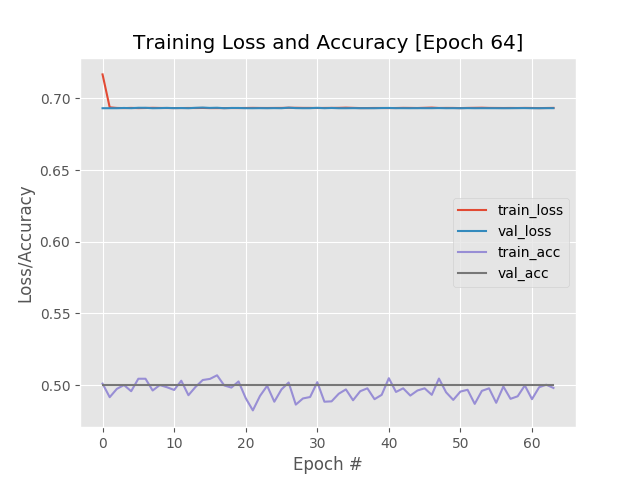 Training Loss and Accuracy [Epoch 64]
0.70
0.65
0.60
0.55
0.50
Loss/Accuracy
train_loss
val_loss
train_acc
val_acc
0 10 20 30 40 50 60
Epoch #